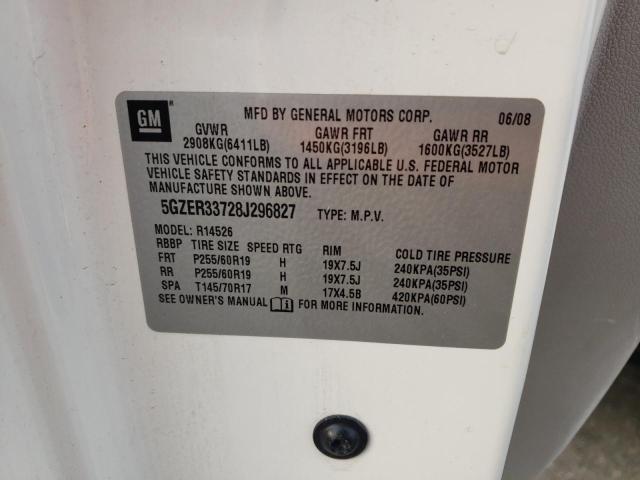 GM MFD BY GENERAL MOTORS CORP. 06/08
GVWR GAWR FRT GAWR RR
2908KG(6411LB) 1450KG(3196LB) 1600KG(3527LB)
THIS VEHICLE CONFORMS TO ALL APPLICABLE U.S. FEDERAL MOTOR
VEHICLE SAFETY STANDARDS IN EFFECT ON THE DATE OF
MANUFACTURE SHOWN ABOVE.
5GZER33728J296827 TYPE: M.P.V.
MODEL: R14526
RBBP TIRE SIZE SPEED RTG RIM COLD TIRE PRESSURE
FRT P255/60R19 H 19X7.5J 240KPA(35PSI)
RR P255/60R19 H 19X7.5J 240KPA(35PSI)
SPA T145/70R17 M 17X4.5B 420KPA(60PSI)
SEE OWNER'S MANUAL FOR MORE INFORMATION.